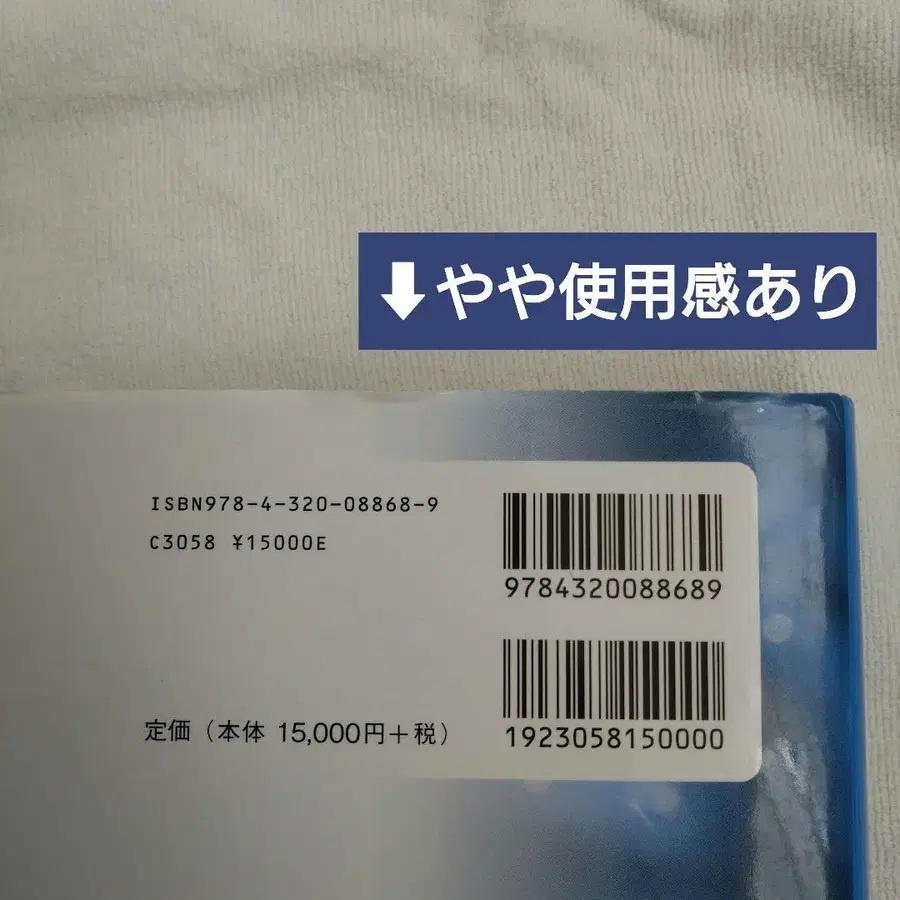 ⬇やや使用感あり
ISBN978-4-320-08868-9
C3058 ¥15000E
9784320088689
定価（本体 15,000円＋税）
1923058150000